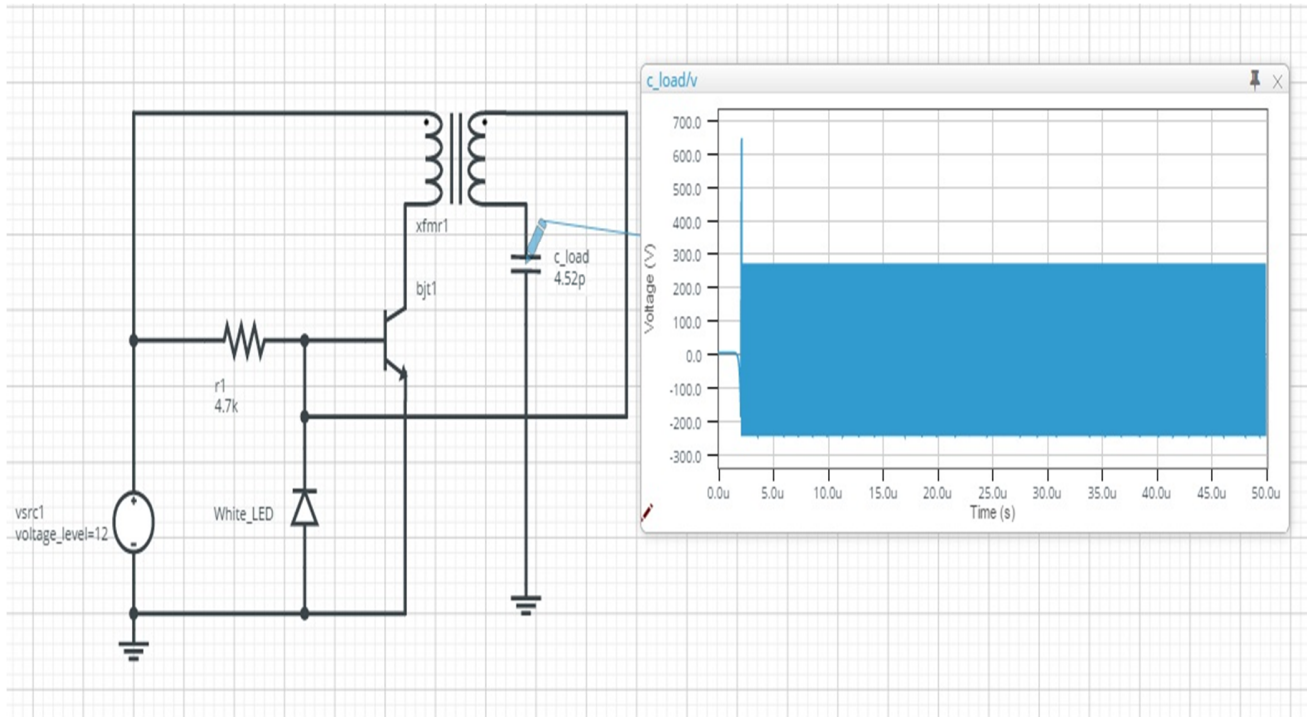 xfmr1
bjt1
c_load
4.52p
r1
4.7k
vsrc1
voltage_level=12
White_LED
+
-
c_load/v
X
700.0
600.0
500.0
400.0
300.0
200.0
100.0
0.0
-100.0
-200.0
-300.0
Voltage (V)
0.0u 5.0u 10.0u 15.0u 20.0u 25.0u 30.0u 35.0u 40.0u 45.0u 50.0u
Time (s)